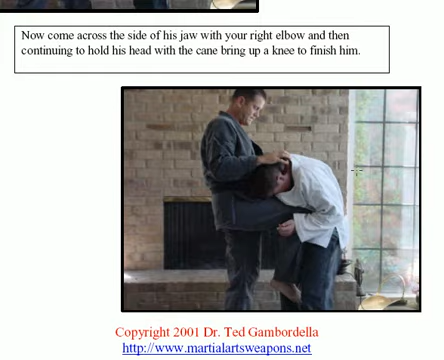 Now come across the side of his jaw with your right elbow and then
continuing to hold his head with the cane bring up a knee to finish him.
Copyright 2001 Dr. Ted Gambordella
http://www.martialartsweapons.net